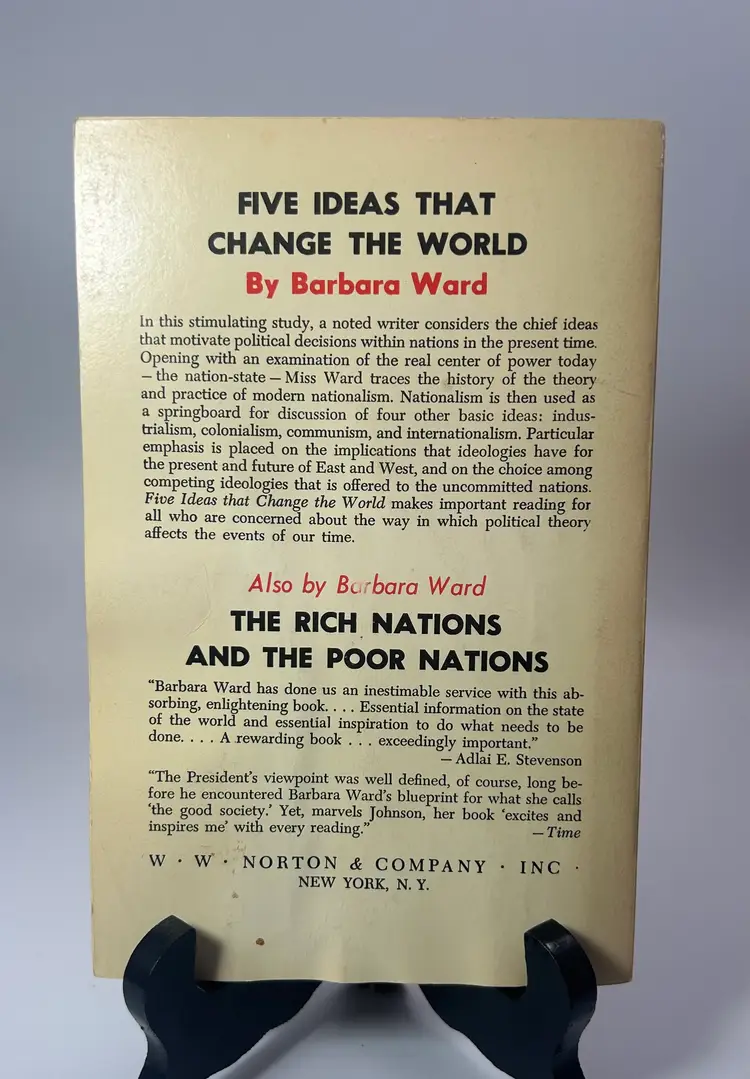 FIVE IDEAS THAT
CHANGE THE WORLD
By Barbara Ward
In this stimulating study, a noted writer considers the chief ideas
that motivate political decisions within nations in the present time.
Opening with an examination of the real center of power today
— the nation-state — Miss Ward traces the history of the theory
and practice of modern nationalism. Nationalism is then used as
a springboard for discussion of four other basic ideas: indus-
trialism, colonialism, communism, and internationalism. Particular
emphasis is placed on the implications that ideologies have for
the present and future of East and West, and on the choice among
competing ideologies that is offered to the uncommitted nations.
Five Ideas that Change the World makes important reading for
all who are concerned about the way in which political theory
affects the events of our time.
Also by Barbara Ward
THE RICH NATIONS
AND THE POOR NATIONS
“Barbara Ward has done us an inestimable service with this ab-
sorbing, enlightening book. . . . Essential information on the state
of the world and essential inspiration to do what needs to be
done. . . . A rewarding book . . . exceedingly important.”
— Adlai E. Stevenson
“The President’s viewpoint was well defined, of course, long be-
fore he encountered Barbara Ward’s blueprint for what she calls
‘the good society.’ Yet, marvels Johnson, her book ‘excites and
inspires me’ with every reading.” — Time
W · W · NORTON & COMPANY · INC ·
NEW YORK, N. Y.